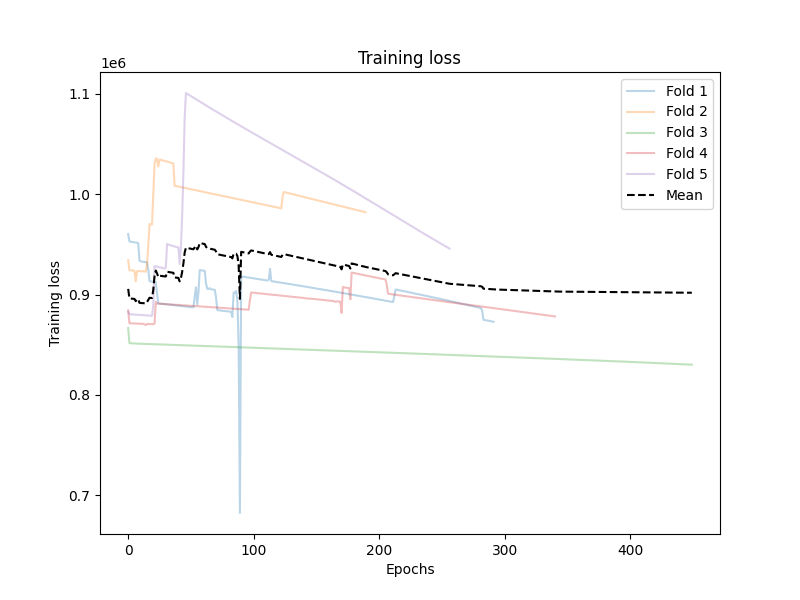 Training loss
1e6
1.1
1.0
0.9
0.8
0.7
Training loss
0
100
200
300
400
Epochs
Fold 1
Fold 2
Fold 3
Fold 4
Fold 5
Mean